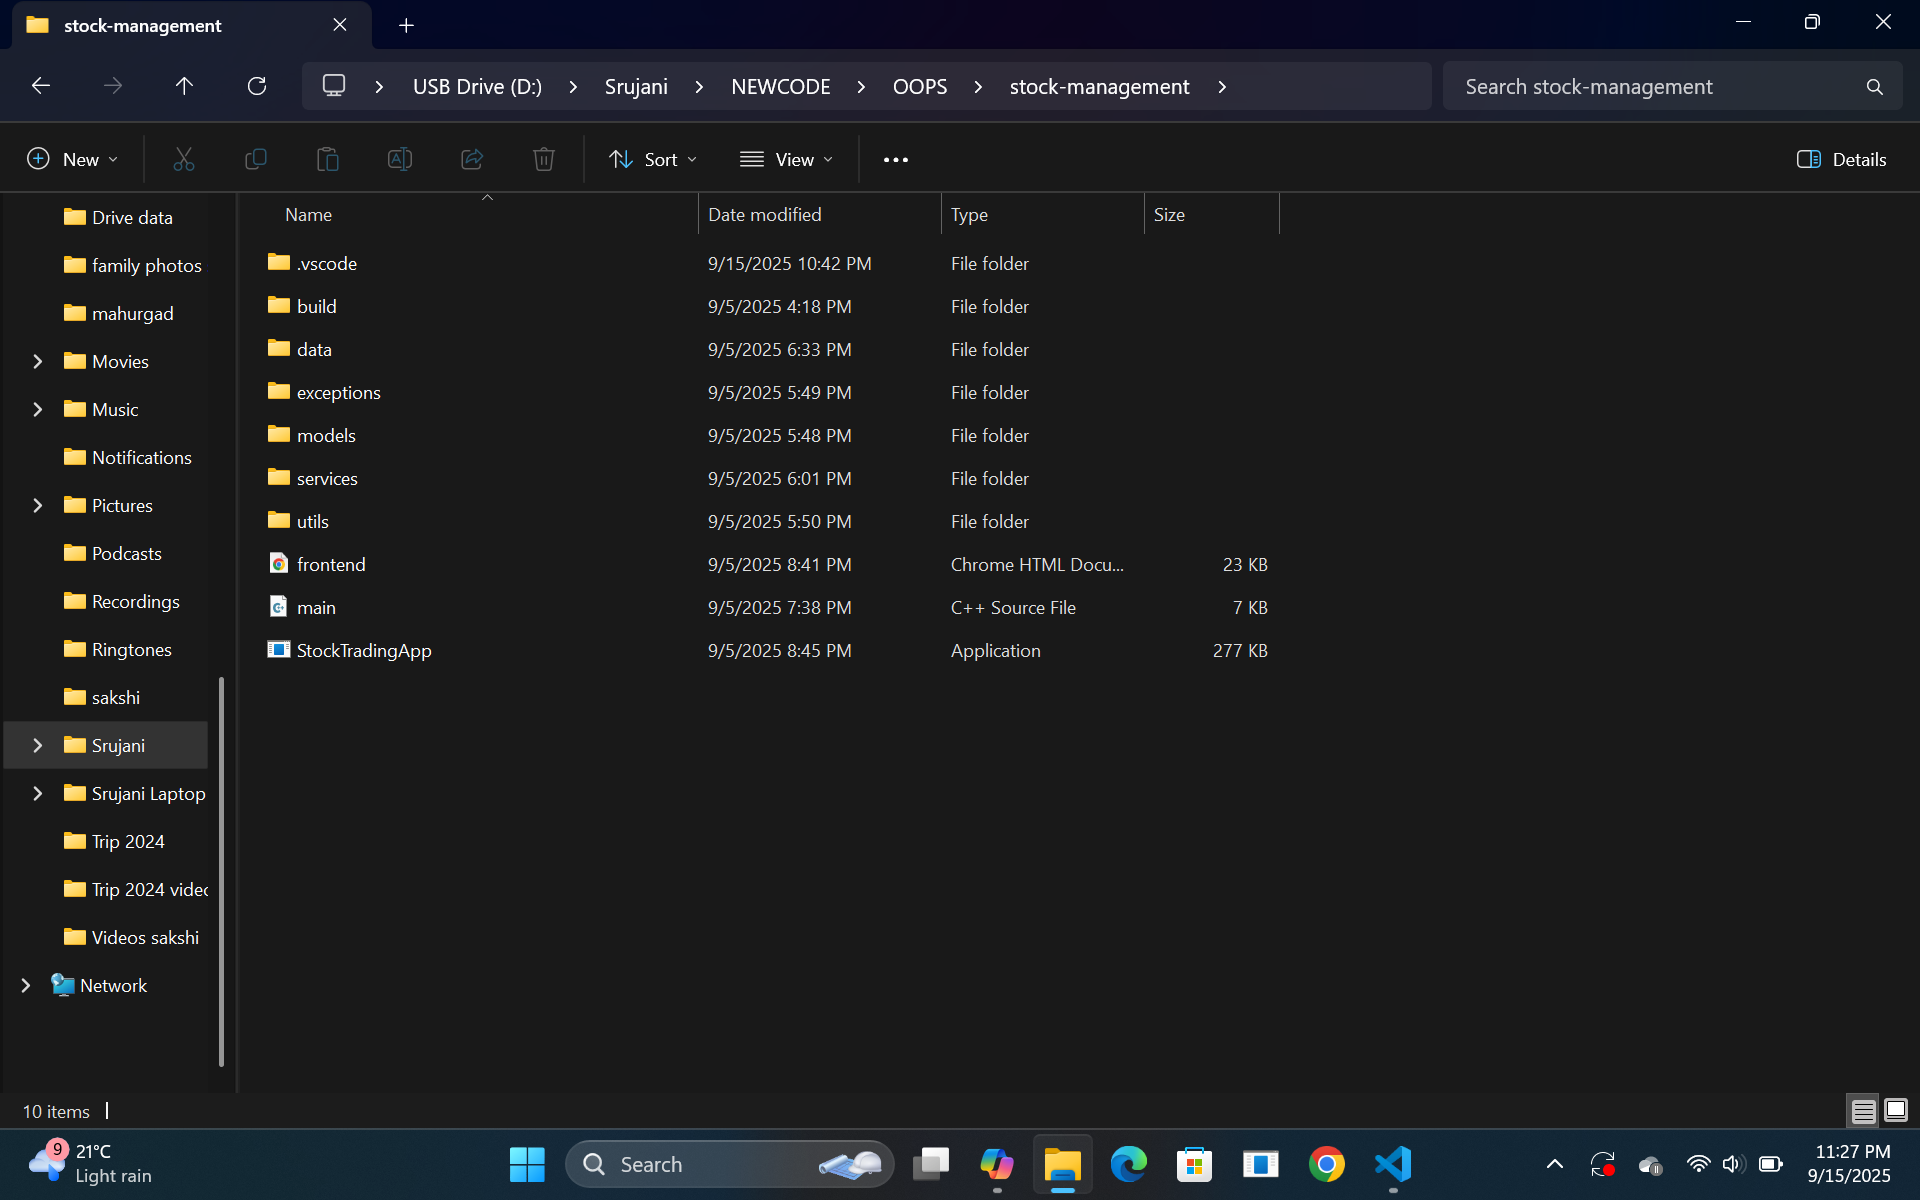 stock-management
USB Drive (D:) Srujani NEWCODE OOPS stock-management
Search stock-management
New Sort View Details
Drive data
family photos
mahurgad
Movies
Music
Notifications
Pictures
Podcasts
Recordings
Ringtones
sakshi
Srujani
Srujani Laptop
Trip 2024
Trip 2024 videc
Videos sakshi
Network
Name Date modified Type Size
.vscode 9/15/2025 10:42 PM File folder
build 9/5/2025 4:18 PM File folder
data 9/5/2025 6:33 PM File folder
exceptions 9/5/2025 5:49 PM File folder
models 9/5/2025 5:48 PM File folder
services 9/5/2025 6:01 PM File folder
utils 9/5/2025 5:50 PM File folder
frontend 9/5/2025 8:41 PM Chrome HTML Docu... 23 KB
main 9/5/2025 7:38 PM C++ Source File 7 KB
StockTradingApp 9/5/2025 8:45 PM Application 277 KB
10 items
9
21°C
Light rain
Search
11:27 PM
9/15/2025